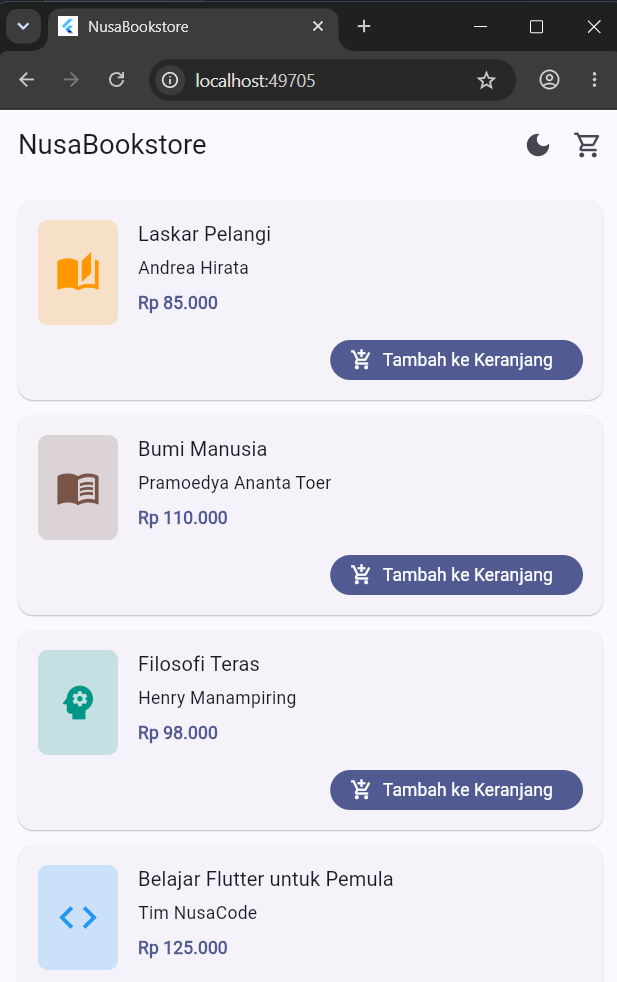 NusaBookstore
localhost:49705
NusaBookstore
Laskar Pelangi
Andrea Hirata
Rp 85.000
Tambah ke Keranjang
Bumi Manusia
Pramoedya Ananta Toer
Rp 110.000
Tambah ke Keranjang
Filosofi Teras
Henry Manampiring
Rp 98.000
Tambah ke Keranjang
Belajar Flutter untuk Pemula
Tim NusaCode
Rp 125.000